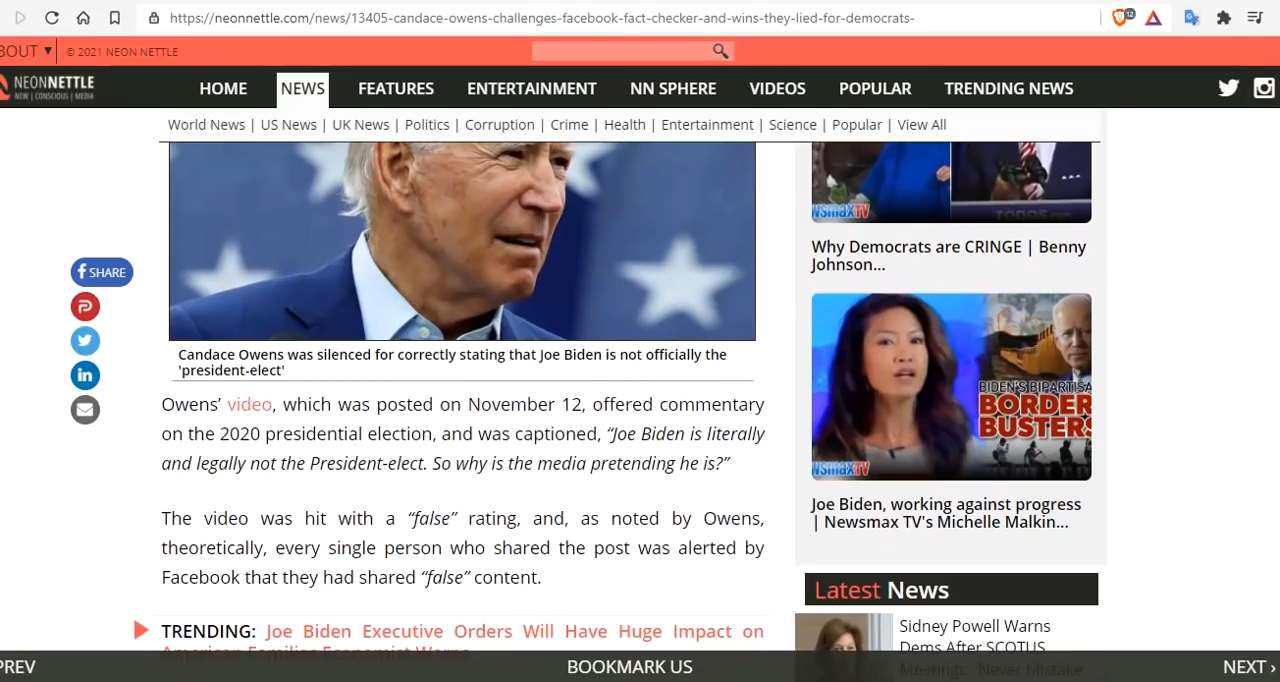 https://neonnettle.com/news/13405-candace-owens-challenges-facebook-fact-checker-and-wins-they-lied-for-democrats-
12
BOUT ▼ © 2021 NEON NETTLE
NEONNETTLE
NEW | CONSCIOUS | MEDIA
HOME NEWS FEATURES ENTERTAINMENT NN SPHERE VIDEOS POPULAR TRENDING NEWS
World News | US News | UK News | Politics | Corruption | Crime | Health | Entertainment | Science | Popular | View All
SHARE
Candace Owens was silenced for correctly stating that Joe Biden is not officially the
'president-elect'
Owens’ video, which was posted on November 12, offered commentary
on the 2020 presidential election, and was captioned, “Joe Biden is literally
and legally not the President-elect. So why is the media pretending he is?”
The video was hit with a “false” rating, and, as noted by Owens,
theoretically, every single person who shared the post was alerted by
Facebook that they had shared “false” content.
TRENDING: Joe Biden Executive Orders Will Have Huge Impact on
American Families Economist Warns
wsmaxTV
Why Democrats are CRINGE | Benny
Johnson...
BIDEN'S BIPARTISA
BORDER
BUSTERS
wsmaxTV
Joe Biden, working against progress
| Newsmax TV's Michelle Malkin...
Latest News
Sidney Powell Warns
Dems After SCOTUS
Meetings: 'Never Mistake
PREV BOOKMARK US NEXT ›